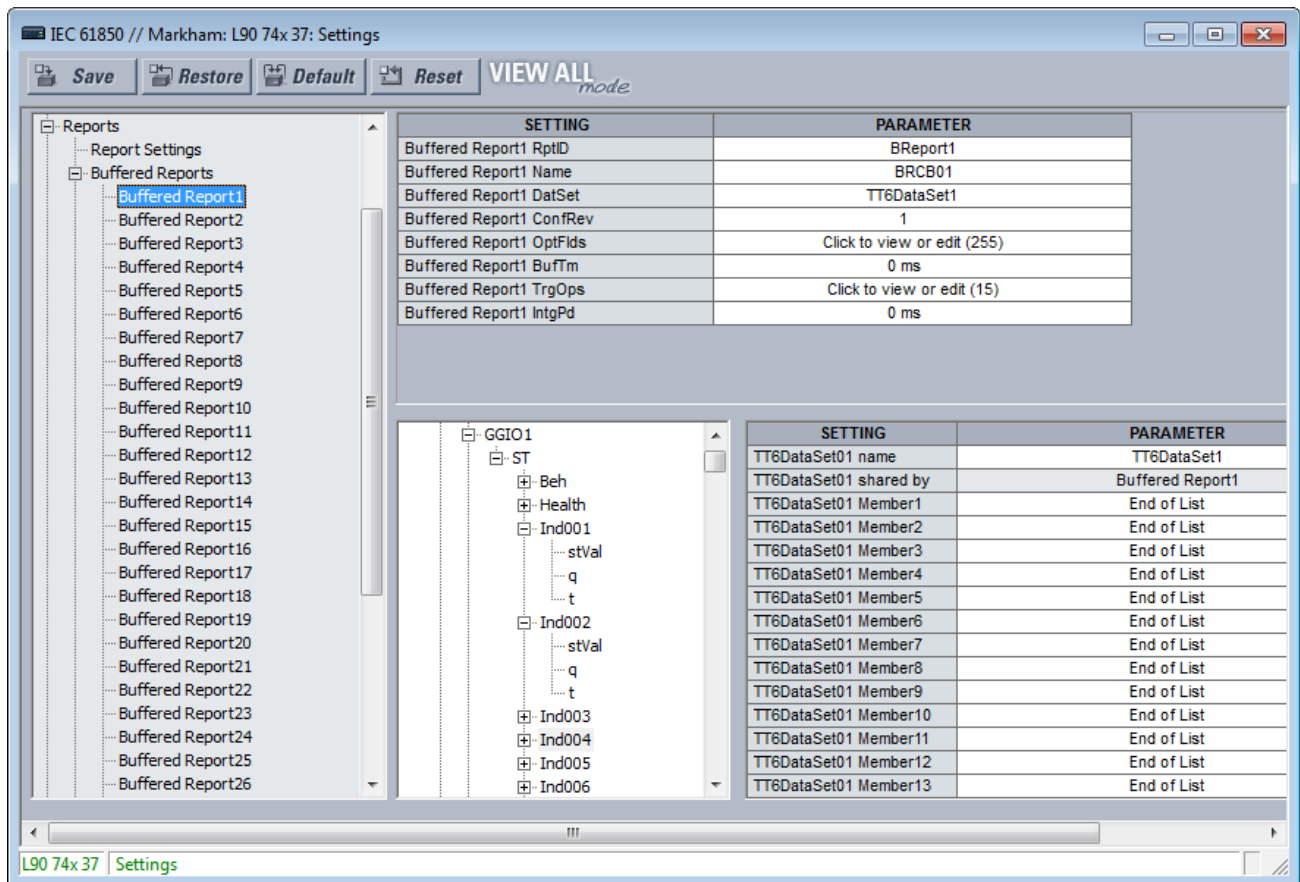 IEC 61850 // Markham: L90 74x 37: Settings
Save Restore Default Reset VIEW ALL mode
Reports
Report Settings
Buffered Reports
Buffered Report1
Buffered Report2
Buffered Report3
Buffered Report4
Buffered Report5
Buffered Report6
Buffered Report7
Buffered Report8
Buffered Report9
Buffered Report10
Buffered Report11
Buffered Report12
Buffered Report13
Buffered Report14
Buffered Report15
Buffered Report16
Buffered Report17
Buffered Report18
Buffered Report19
Buffered Report20
Buffered Report21
Buffered Report22
Buffered Report23
Buffered Report24
Buffered Report25
Buffered Report26
SETTING PARAMETER
Buffered Report1 RptID BReport1
Buffered Report1 Name BRCB01
Buffered Report1 DatSet TT6DataSet1
Buffered Report1 ConfRev 1
Buffered Report1 OptFlds Click to view or edit (255)
Buffered Report1 BufTm 0 ms
Buffered Report1 TrgOps Click to view or edit (15)
Buffered Report1 IntgPd 0 ms
GGIO1
ST
Beh
Health
Ind001
stVal
q
t
Ind002
stVal
q
t
Ind003
Ind004
Ind005
Ind006
SETTING PARAMETER
TT6DataSet01 name TT6DataSet1
TT6DataSet01 shared by Buffered Report1
TT6DataSet01 Member1 End of List
TT6DataSet01 Member2 End of List
TT6DataSet01 Member3 End of List
TT6DataSet01 Member4 End of List
TT6DataSet01 Member5 End of List
TT6DataSet01 Member6 End of List
TT6DataSet01 Member7 End of List
TT6DataSet01 Member8 End of List
TT6DataSet01 Member9 End of List
TT6DataSet01 Member10 End of List
TT6DataSet01 Member11 End of List
TT6DataSet01 Member12 End of List
TT6DataSet01 Member13 End of List
L90 74x 37 Settings